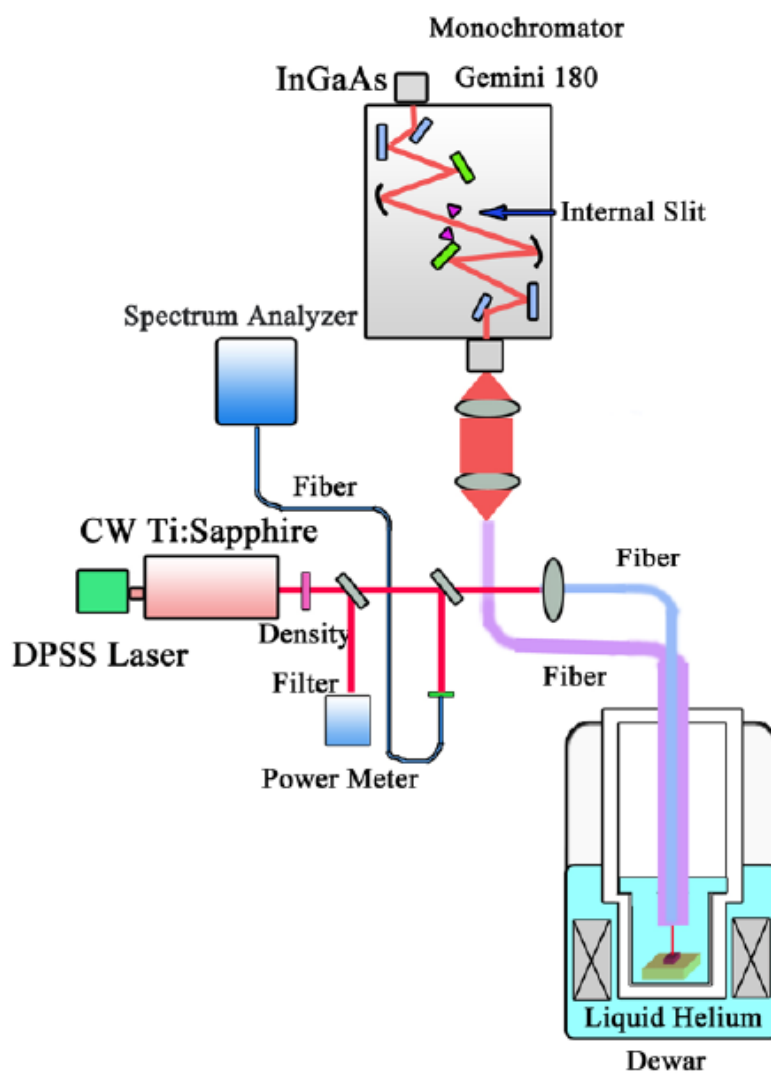 Monochromator
InGaAs
Gemini 180
Internal Slit
Spectrum Analyzer
Fiber
CW Ti:Sapphire
Fiber
DPSS Laser
Density
Filter
Fiber
Power Meter
Liquid Helium
Dewar